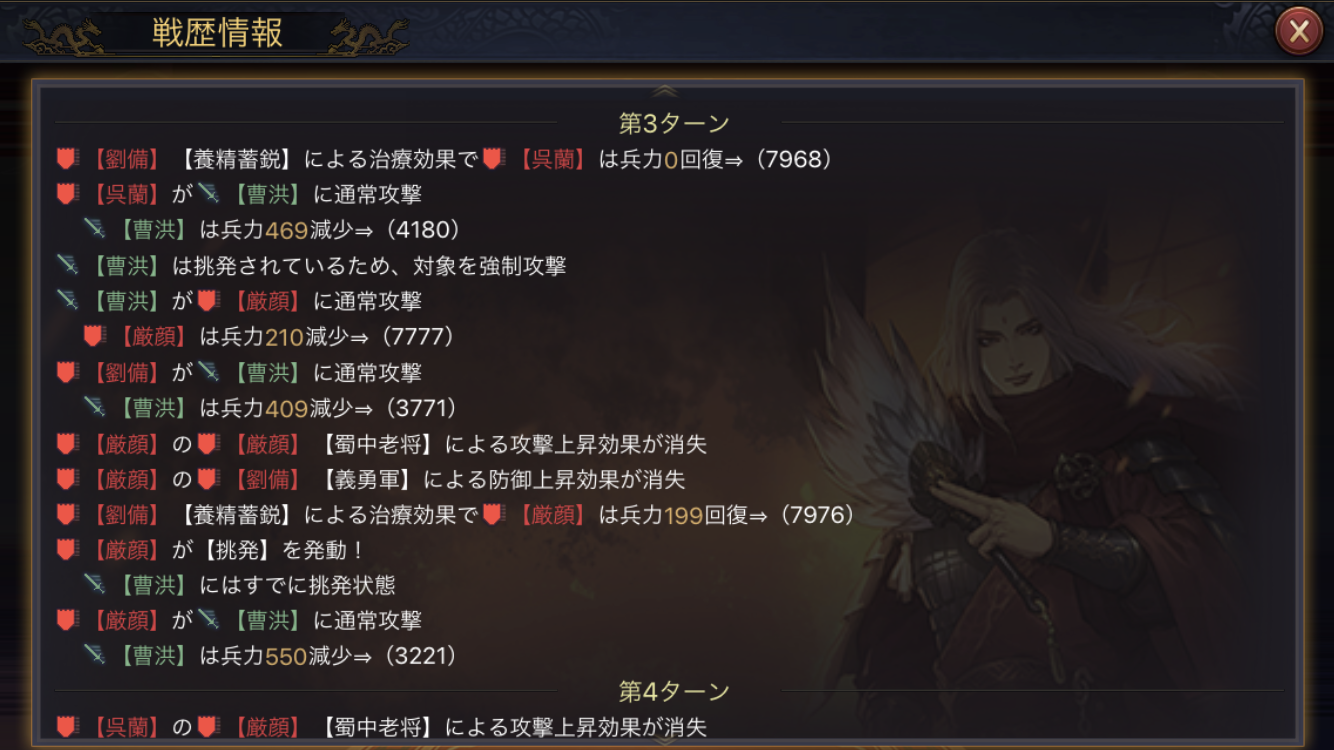 戦歴情報
第3ターン
【劉備】【養精蓄鋭】による治療効果で【呉蘭】は兵力0回復⇒（7968）
【呉蘭】が【曹洪】に通常攻撃
【曹洪】は兵力469減少⇒（4180）
【曹洪】は挑発されているため、対象を強制攻撃
【曹洪】が【厳顔】に通常攻撃
【厳顔】は兵力210減少⇒（7777）
【劉備】が【曹洪】に通常攻撃
【曹洪】は兵力409減少⇒（3771）
【厳顔】の【厳顔】【蜀中老将】による攻撃上昇効果が消失
【厳顔】の【劉備】【義勇軍】による防御上昇効果が消失
【劉備】【養精蓄鋭】による治療効果で【厳顔】は兵力199回復⇒（7976）
【厳顔】が【挑発】を発動！
【曹洪】にはすでに挑発状態
【厳顔】が【曹洪】に通常攻撃
【曹洪】は兵力550減少⇒（3221）
第4ターン
【呉蘭】の【厳顔】【蜀中老将】による攻撃上昇効果が消失